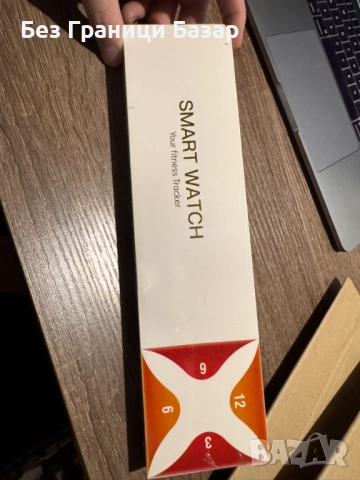 Без Граници Базар
SMART WATCH
Your fitness Tracker
12
9
3
6
BAZAR